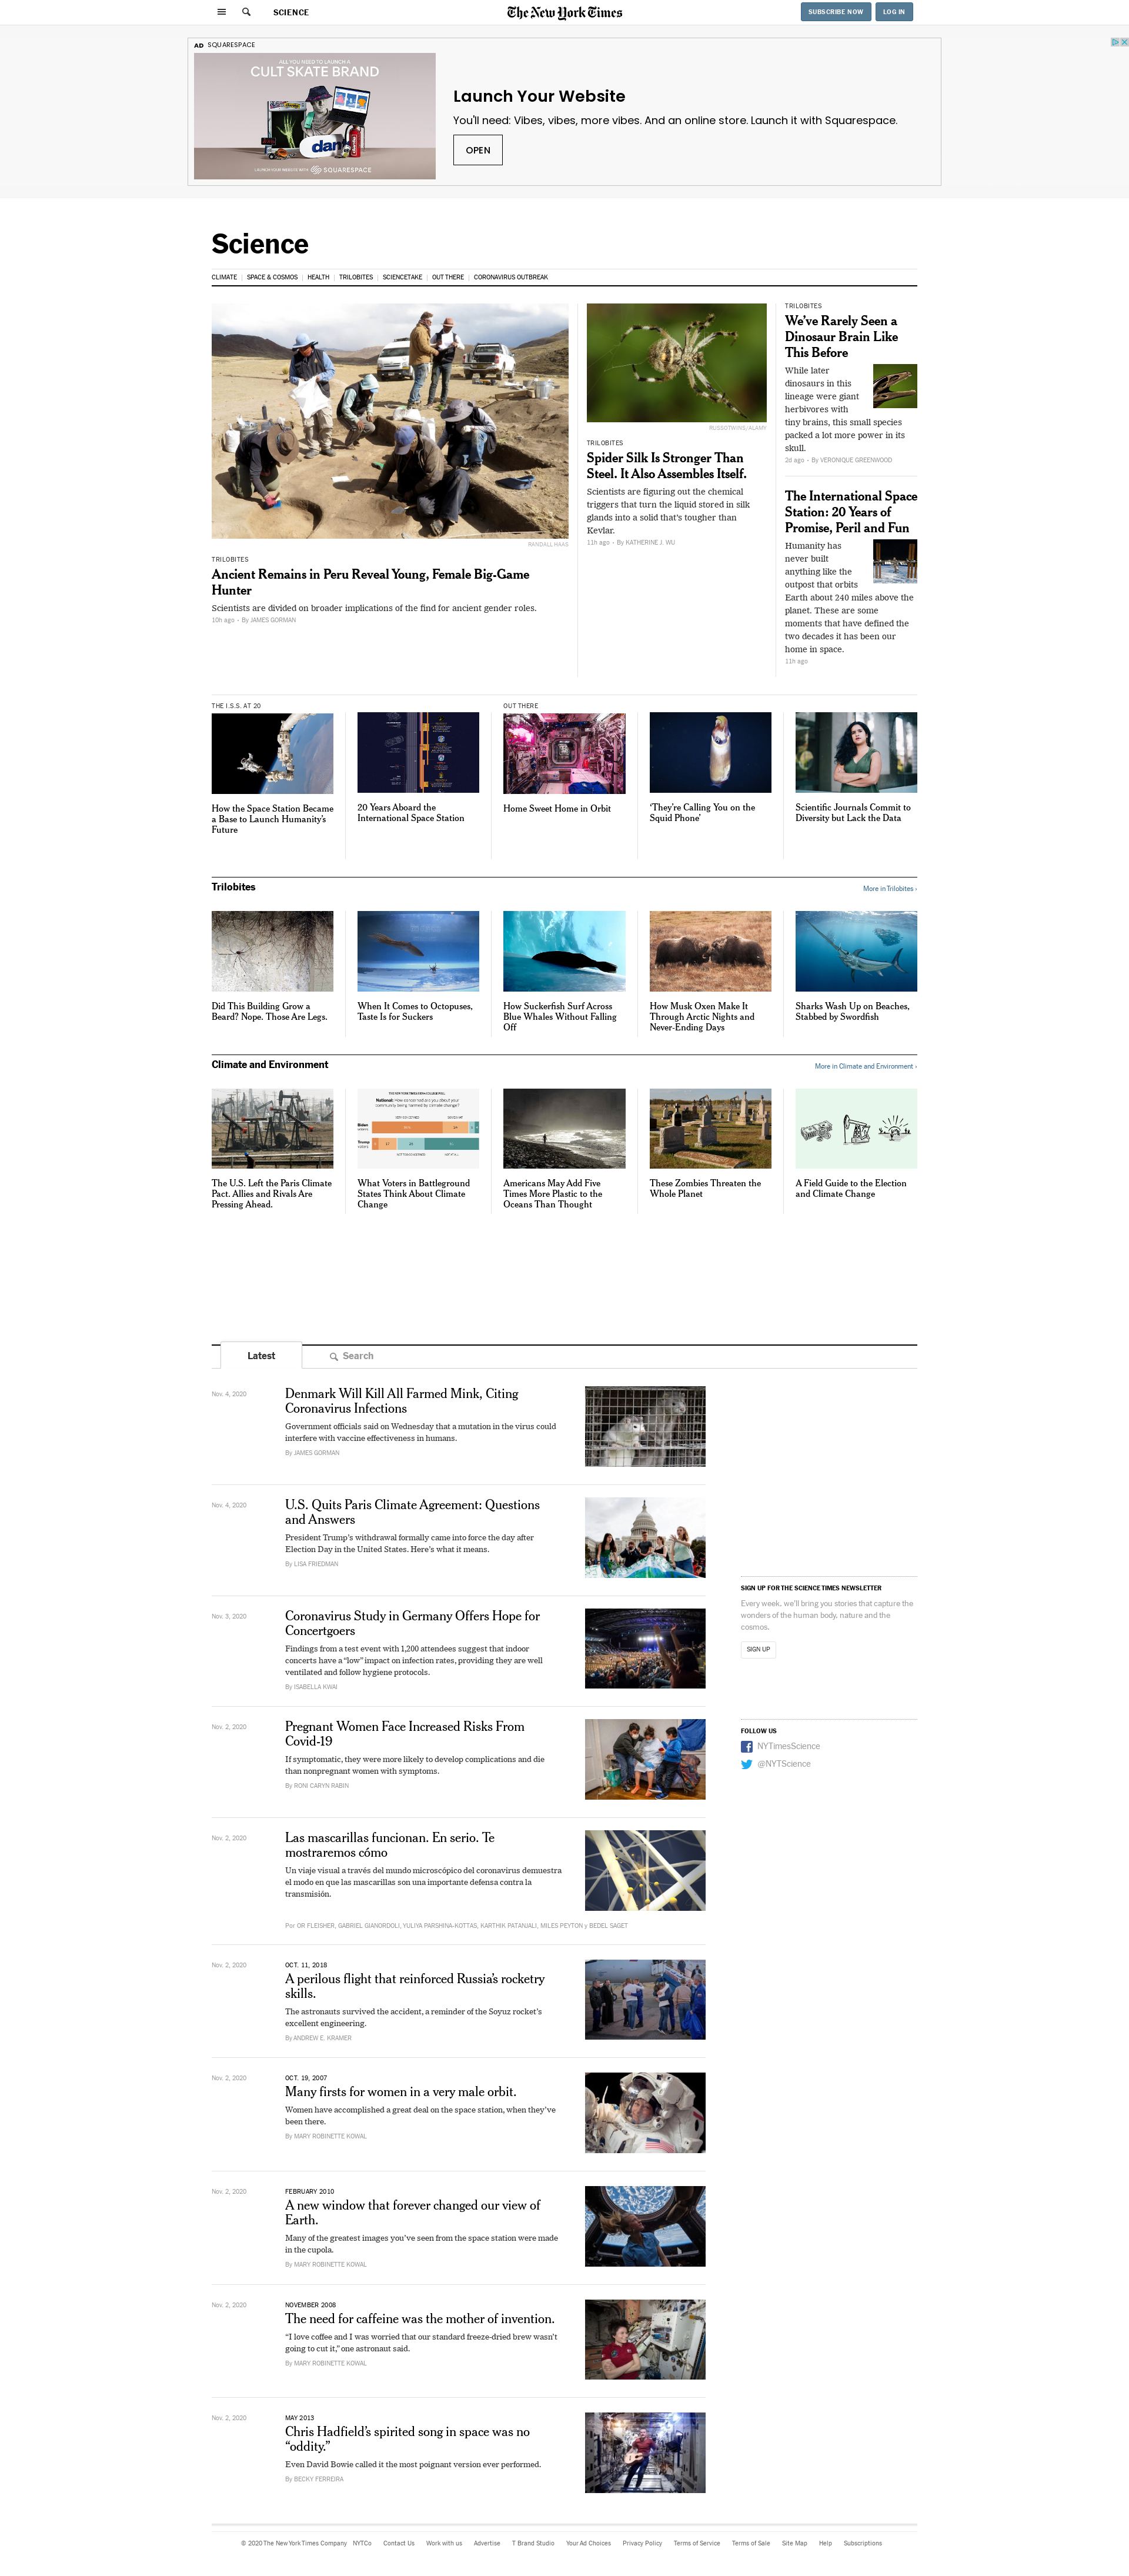 SCIENCE
The New York Times
SUBSCRIBE NOW
LOG IN
AD SQUARESPACE
ALL YOU NEED TO LAUNCH A
CULT SKATE BRAND
dan
LAUNCH YOUR WEBSITE WITH SQUARESPACE
Launch Your Website
You'll need: Vibes, vibes, more vibes. And an online store. Launch it with Squarespace.
OPEN
Science
CLIMATE | SPACE & COSMOS | HEALTH | TRILOBITES | SCIENCETAKE | OUT THERE | CORONAVIRUS OUTBREAK
RANDALL HAAS
TRILOBITES
Ancient Remains in Peru Reveal Young, Female Big-Game
Hunter
Scientists are divided on broader implications of the find for ancient gender roles.
10h ago - By JAMES GORMAN
RUSSOTWINS/ALAMY
TRILOBITES
Spider Silk Is Stronger Than
Steel. It Also Assembles Itself.
Scientists are figuring out the chemical
triggers that turn the liquid stored in silk
glands into a solid that's tougher than
Kevlar.
11h ago - By KATHERINE J. WU
TRILOBITES
We've Rarely Seen a
Dinosaur Brain Like
This Before
While later
dinosaurs in this
lineage were giant
herbivores with
tiny brains, this small species
packed a lot more power in its
skull.
2d ago - By VERONIQUE GREENWOOD
The International Space
Station: 20 Years of
Promise, Peril and Fun
Humanity has
never built
anything like the
outpost that orbits
Earth about 240 miles above the
planet. These are some
moments that have defined the
two decades it has been our
home in space.
11h ago
THE I.S.S. AT 20
How the Space Station Became
a Base to Launch Humanity's
Future
20 Years Aboard the
International Space Station
OUT THERE
Home Sweet Home in Orbit
'They're Calling You on the
Squid Phone'
Scientific Journals Commit to
Diversity but Lack the Data
Trilobites
More in Trilobites ›
Did This Building Grow a
Beard? Nope. Those Are Legs.
When It Comes to Octopuses,
Taste Is for Suckers
How Suckerfish Surf Across
Blue Whales Without Falling
Off
How Musk Oxen Make It
Through Arctic Nights and
Never-Ending Days
Sharks Wash Up on Beaches,
Stabbed by Swordfish
Climate and Environment
More in Climate and Environment ›
The U.S. Left the Paris Climate
Pact. Allies and Rivals Are
Pressing Ahead.
National: How concerned are you about your
community being harmed by climate change?
Biden
voters
Trump
voters
What Voters in Battleground
States Think About Climate
Change
Americans May Add Five
Times More Plastic to the
Oceans Than Thought
These Zombies Threaten the
Whole Planet
A Field Guide to the Election
and Climate Change
Latest
Search
Nov. 4, 2020
Denmark Will Kill All Farmed Mink, Citing
Coronavirus Infections
Government officials said on Wednesday that a mutation in the virus could
interfere with vaccine effectiveness in humans.
By JAMES GORMAN
Nov. 4, 2020
U.S. Quits Paris Climate Agreement: Questions
and Answers
President Trump's withdrawal formally came into force the day after
Election Day in the United States. Here's what it means.
By LISA FRIEDMAN
Nov. 3, 2020
Coronavirus Study in Germany Offers Hope for
Concertgoers
Findings from a test event with 1,200 attendees suggest that indoor
concerts have a "low" impact on infection rates, providing they are well
ventilated and follow hygiene protocols.
By ISABELLA KWAI
Nov. 2, 2020
Pregnant Women Face Increased Risks From
Covid-19
If symptomatic, they were more likely to develop complications and die
than nonpregnant women with symptoms.
By RONI CARYN RABIN
Nov. 2, 2020
Las mascarillas funcionan. En serio. Te
mostraremos cómo
Un viaje visual a través del mundo microscópico del coronavirus demuestra
el modo en que las mascarillas son una importante defensa contra la
transmisión.
Por OR FLEISHER, GABRIEL GIANORDOLI, YULIYA PARSHINA-KOTTAS, KARTHIK PATANJALI, MILES PEYTON y BEDEL SAGET
Nov. 2, 2020
OCT. 11, 2018
A perilous flight that reinforced Russia's rocketry
skills.
The astronauts survived the accident, a reminder of the Soyuz rocket's
excellent engineering.
By ANDREW E. KRAMER
Nov. 2, 2020
OCT. 19, 2007
Many firsts for women in a very male orbit.
Women have accomplished a great deal on the space station, when they've
been there.
By MARY ROBINETTE KOWAL
Nov. 2, 2020
FEBRUARY 2010
A new window that forever changed our view of
Earth.
Many of the greatest images you've seen from the space station were made
in the cupola.
By MARY ROBINETTE KOWAL
Nov. 2, 2020
NOVEMBER 2008
The need for caffeine was the mother of invention.
"I love coffee and I was worried that our standard freeze-dried brew wasn't
going to cut it," one astronaut said.
By MARY ROBINETTE KOWAL
Nov. 2, 2020
MAY 2013
Chris Hadfield's spirited song in space was no
"oddity."
Even David Bowie called it the most poignant version ever performed.
By BECKY FERREIRA
SIGN UP FOR THE SCIENCE TIMES NEWSLETTER
Every week, we'll bring you stories that capture the
wonders of the human body, nature and the
cosmos.
SIGN UP
FOLLOW US
NYTimesScience
@NYTScience
© 2020 The New York Times Company NYTCo Contact Us Work with us Advertise T Brand Studio Your Ad Choices Privacy Policy Terms of Service Terms of Sale Site Map Help Subscriptions